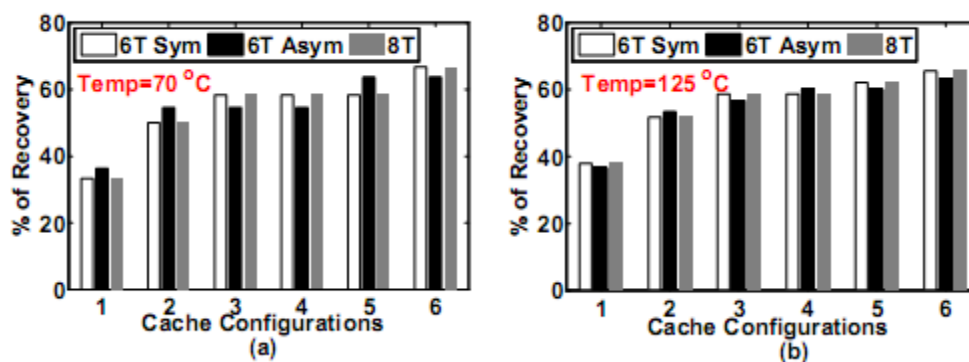 80
60
40
20
0
% of Recovery
6T Sym 6T Asym 8T
Temp=70 °C
1 2 3 4 5 6
Cache Configurations
(a)
80
60
40
20
0
% of Recovery
6T Sym 6T Asym 8T
Temp=125 °C
1 2 3 4 5 6
Cache Configurations
(b)